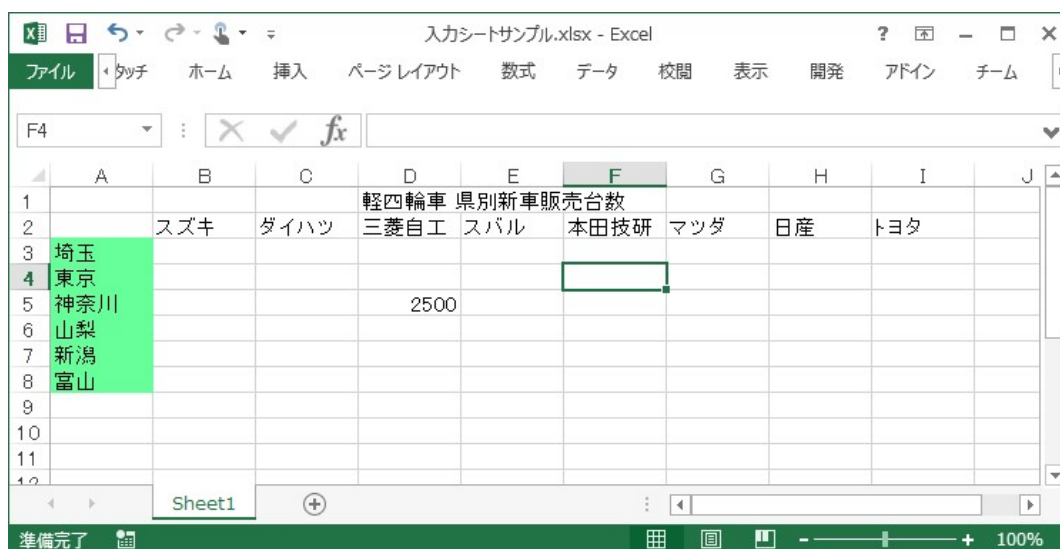 入力シートサンプル.xlsx - Excel ?
ファイル タッチ ホーム 挿入 ページ レイアウト 数式 データ 校閲 表示 開発 アドイン チーム
F4 fx
A B C D E F G H I J
1 軽四輪車 県別新車販売台数
2 スズキ ダイハツ 三菱自工 スバル 本田技研 マツダ 日産 トヨタ
3 埼玉
4 東京
5 神奈川 2500
6 山梨
7 新潟
8 富山
9
10
11
12
Sheet1
準備完了 100%